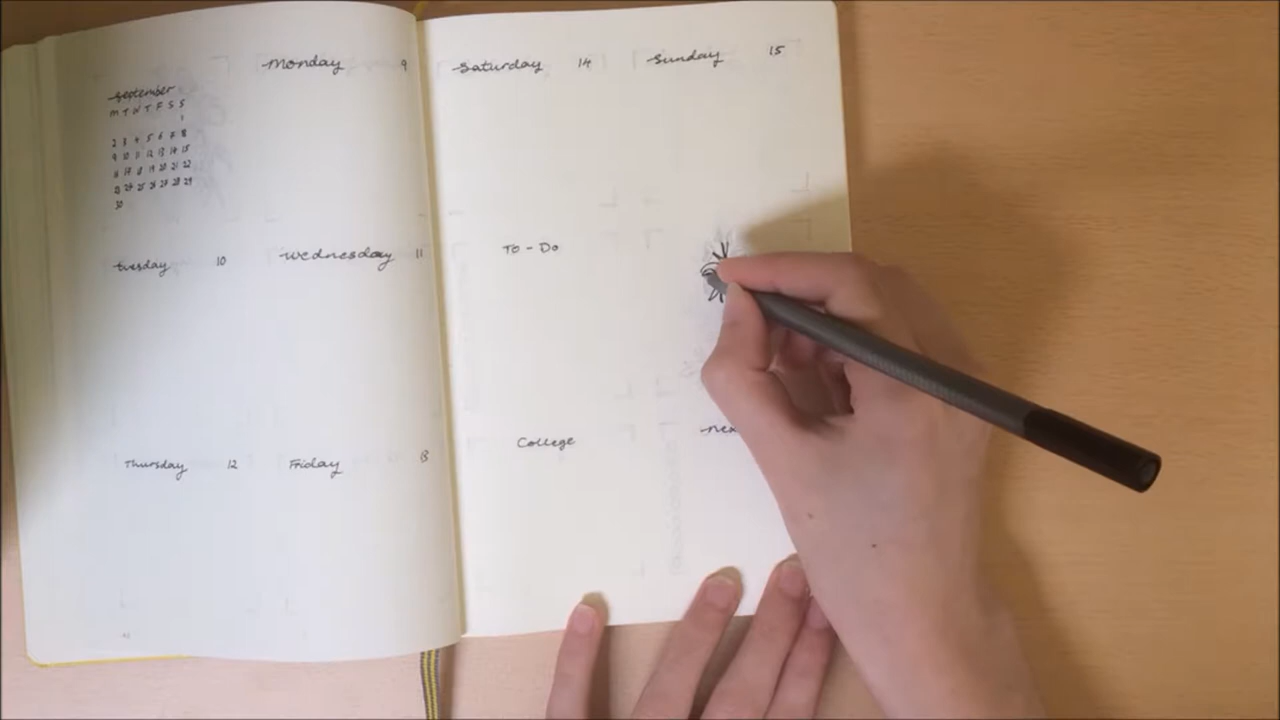 september
M T W T F S S
1
2 3 4 5 6 7 8
9 10 11 12 13 14 15
16 17 18 19 20 21 22
23 24 25 26 27 28 29
30
Monday 9
tuesday 10
wednesday 11
Thursday 12
Friday 13
Saturday 14
Sunday 15
To - Do
College